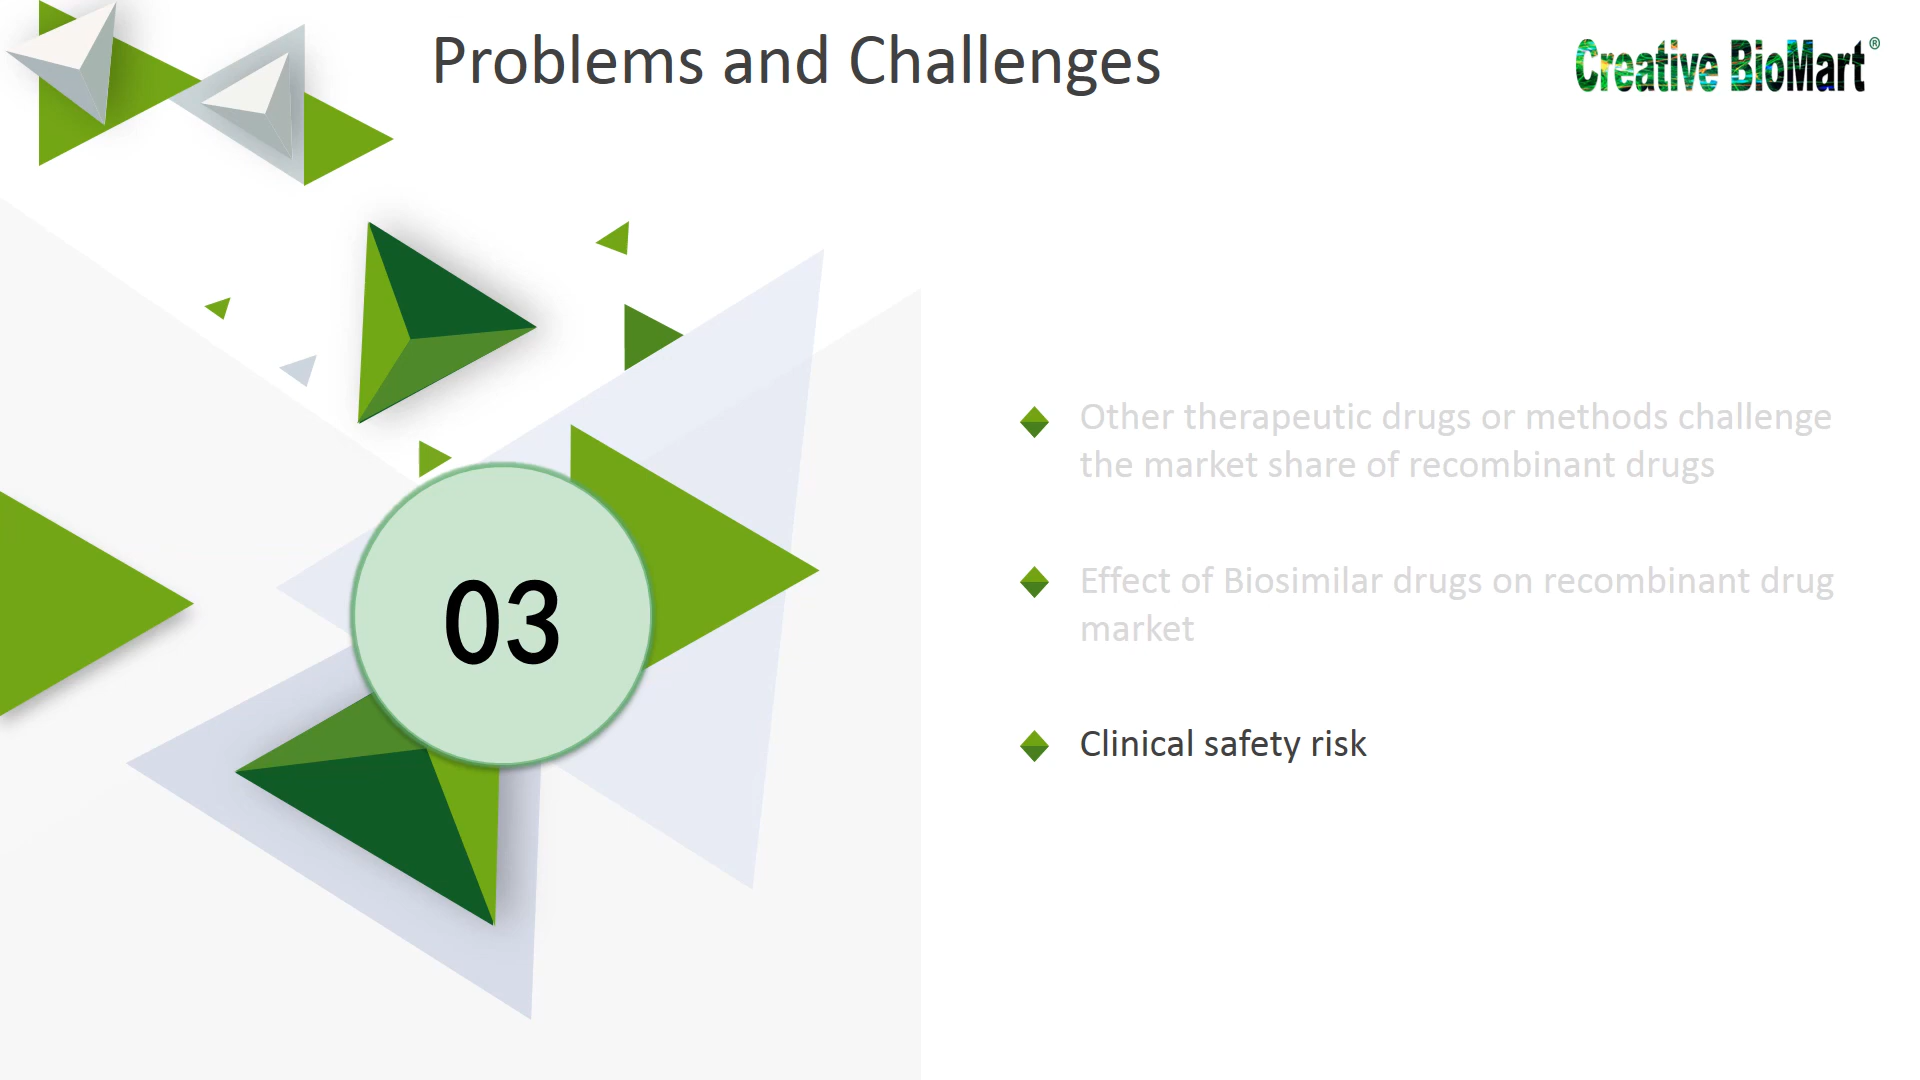 Problems and Challenges
Creative BioMart®
Other therapeutic drugs or methods challenge
the market share of recombinant drugs
Effect of Biosimilar drugs on recombinant drug
market
03
Clinical safety risk